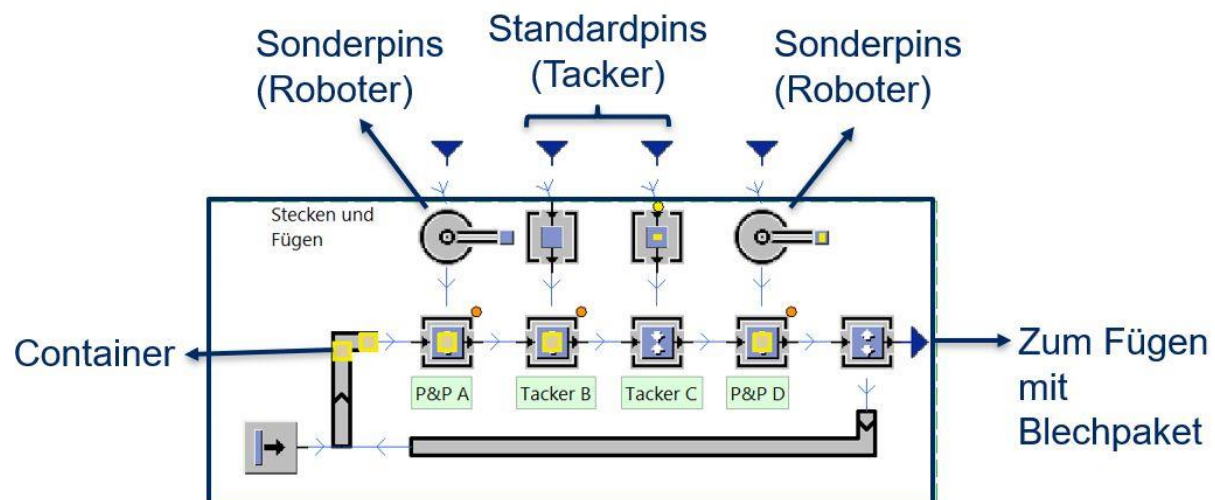 Sonderpins
(Roboter)
Standardpins
(Tacker)
Sonderpins
(Roboter)
Stecken und
Fügen
Container
P&P A
Tacker B
Tacker C
P&P D
Zum Fügen
mit
Blechpaket